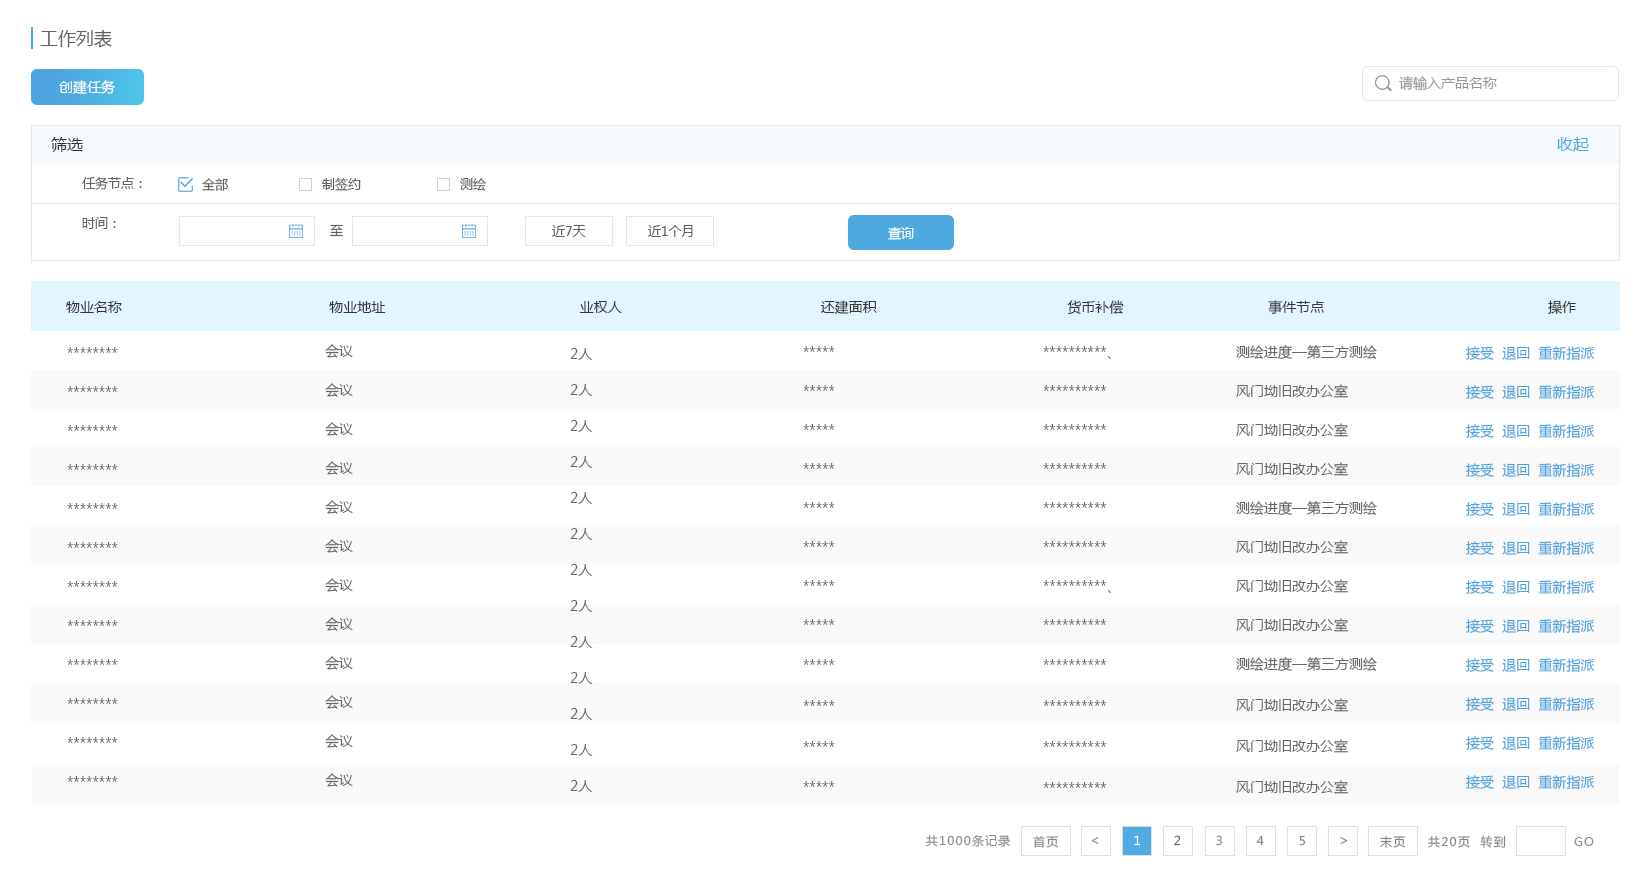 工作列表
创建任务 请输入产品名称
筛选 收起
任务节点： 全部 制签约 测绘
时间： 至 近7天 近1个月 查询
物业名称 物业地址 业权人 还建面积 货币补偿 事件节点 操作
******** 会议 2人 ***** **********、 测绘进度—第三方测绘 接受 退回 重新指派
******** 会议 2人 ***** ********** 风门坳旧改办公室 接受 退回 重新指派
******** 会议 2人 ***** ********** 风门坳旧改办公室 接受 退回 重新指派
******** 会议 2人 ***** ********** 风门坳旧改办公室 接受 退回 重新指派
******** 会议 2人 ***** ********** 测绘进度—第三方测绘 接受 退回 重新指派
******** 会议 2人 ***** ********** 风门坳旧改办公室 接受 退回 重新指派
******** 会议 2人 ***** **********、 风门坳旧改办公室 接受 退回 重新指派
******** 会议 2人 ***** ********** 风门坳旧改办公室 接受 退回 重新指派
******** 会议 2人 ***** ********** 测绘进度—第三方测绘 接受 退回 重新指派
******** 会议 2人 ***** ********** 风门坳旧改办公室 接受 退回 重新指派
******** 会议 2人 ***** ********** 风门坳旧改办公室 接受 退回 重新指派
******** 会议 2人 ***** ********** 风门坳旧改办公室 接受 退回 重新指派
2人
共1000条记录 首页 < 1 2 3 4 5 > 末页 共20页 转到 GO